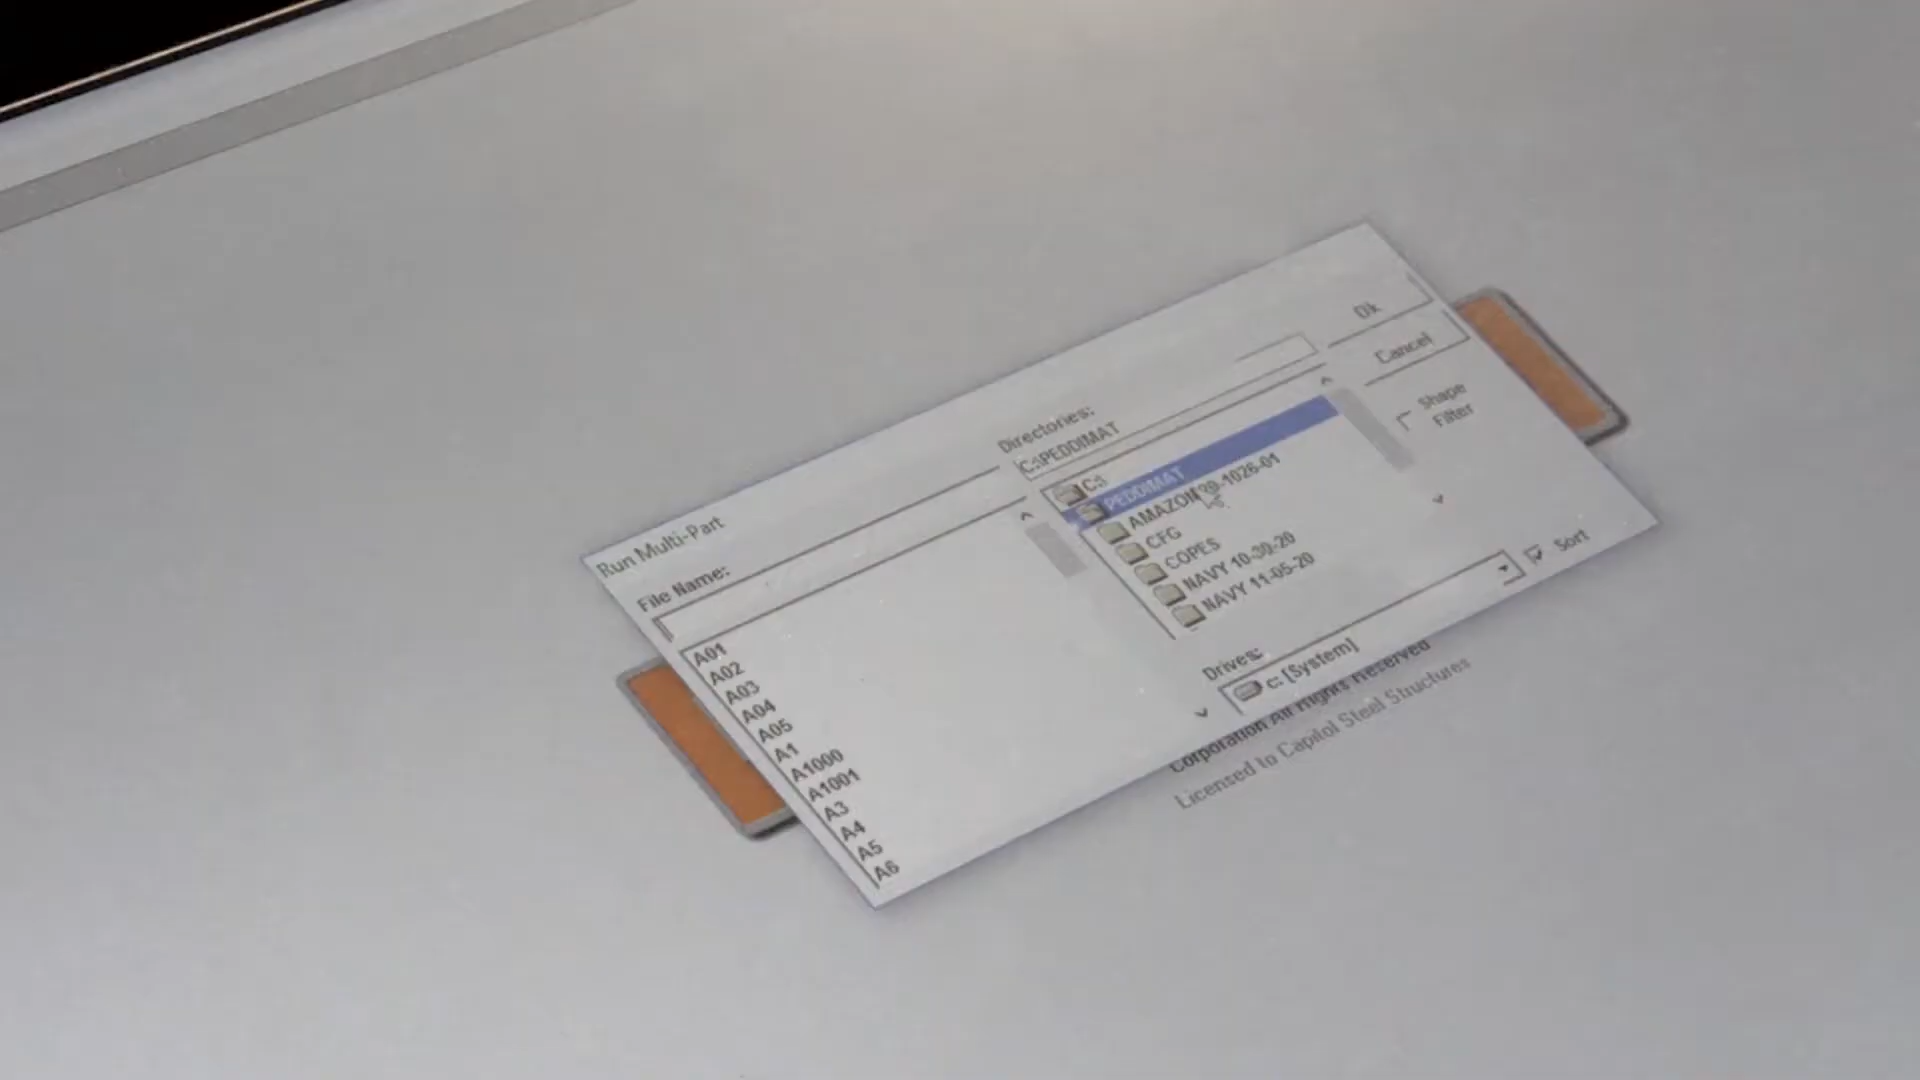 Run Multi-Part
File Name:
A01
A02
A03
A04
A05
A1
A1000
A1001
A3
A4
A5
A6
Directories:
C:\PEDDIMAT
C:\
PEDDIMAT
AMAZON 20-1026-01
CFG
COPES
NAVY 10-30-20
NAVY 11-05-20
Drives:
c: [System]
Ok
Cancel
Shape
Filter
Sort
Corporation All Rights Reserved
Licensed to Capitol Steel Structures